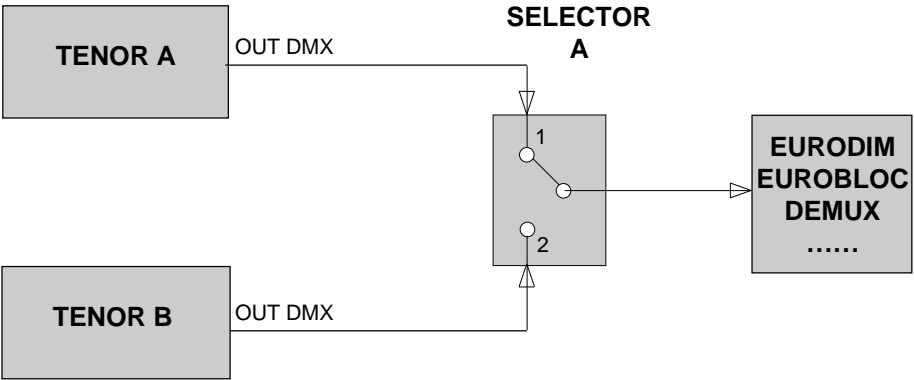 SELECTOR
A
TENOR A
OUT DMX
1
EURODIM
EUROBLOC
DEMUX
......
2
TENOR B
OUT DMX